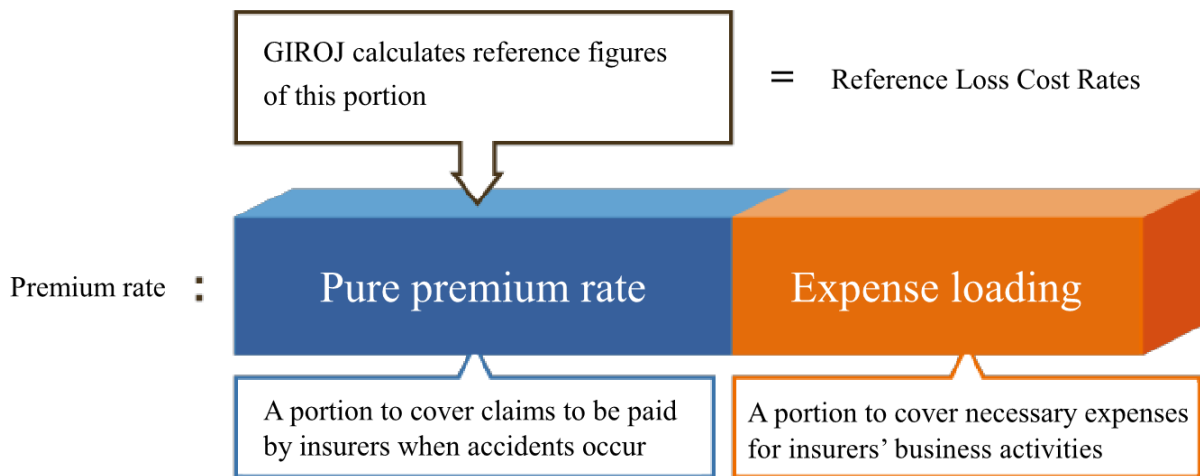 GIROJ calculates reference figures
of this portion
= Reference Loss Cost Rates
Premium rate :
Pure premium rate
Expense loading
A portion to cover claims to be paid
by insurers when accidents occur
A portion to cover necessary expenses
for insurers’ business activities